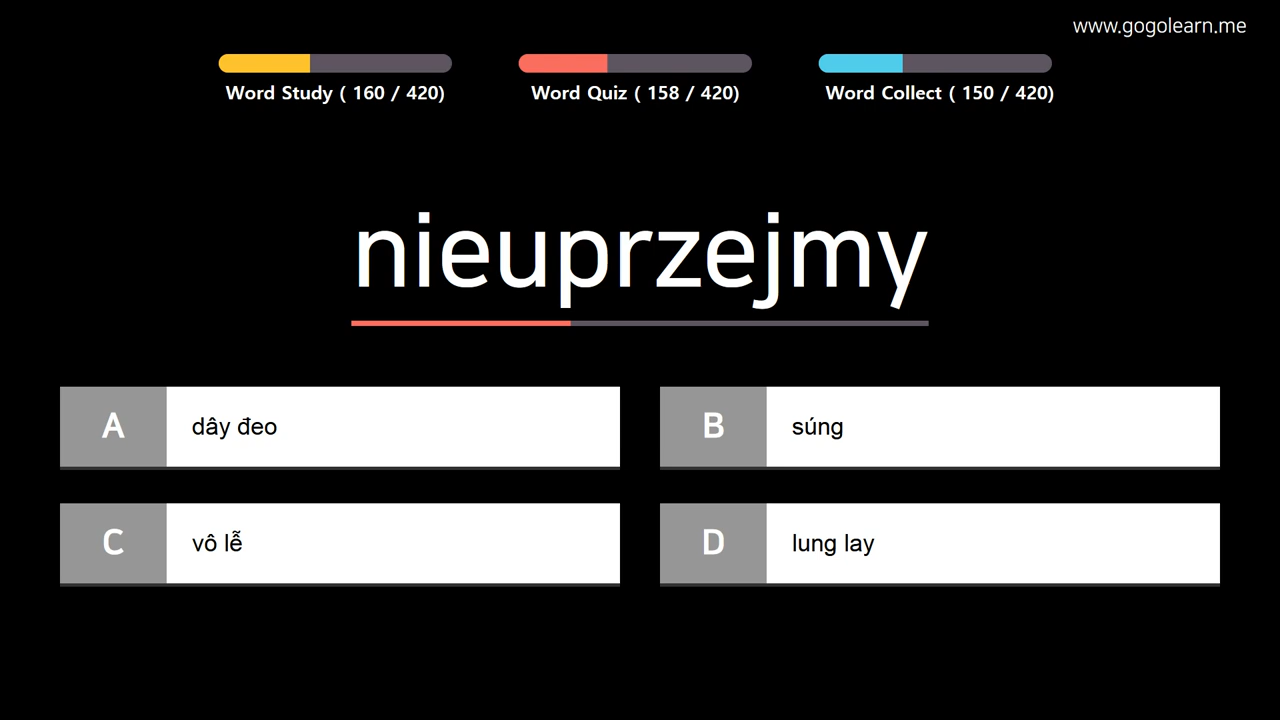 www.gogolearn.me
Word Study ( 160 / 420)
Word Quiz ( 158 / 420)
Word Collect ( 150 / 420)
nieuprzejmy
A dây đeo
B súng
C vô lễ
D lung lay